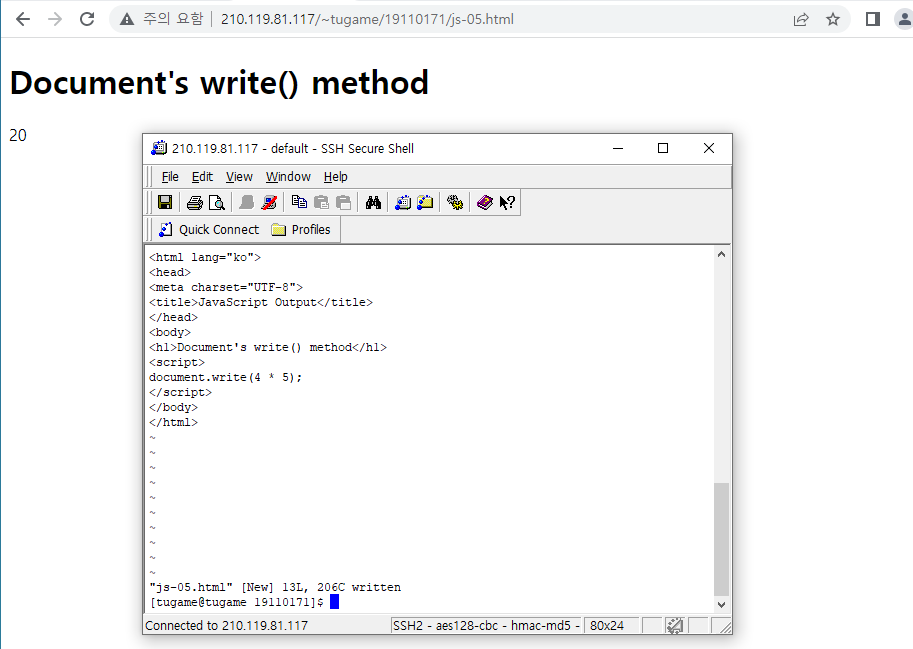 주의 요함 210.119.81.117/~tugame/19110171/js-05.html
Document's write() method
20
210.119.81.117 - default - SSH Secure Shell
File Edit View Window Help
Quick Connect Profiles
<html lang="ko">
<head>
<meta charset="UTF-8">
<title>JavaScript Output</title>
</head>
<body>
<h1>Document's write() method</h1>
<script>
document.write(4 * 5);
</script>
</body>
</html>
~
~
~
~
~
~
~
~
~
~
"js-05.html" [New] 13L, 206C written
[tugame@tugame 19110171]$
Connected to 210.119.81.117 SSH2 - aes128-cbc - hmac-md5 - 80x24